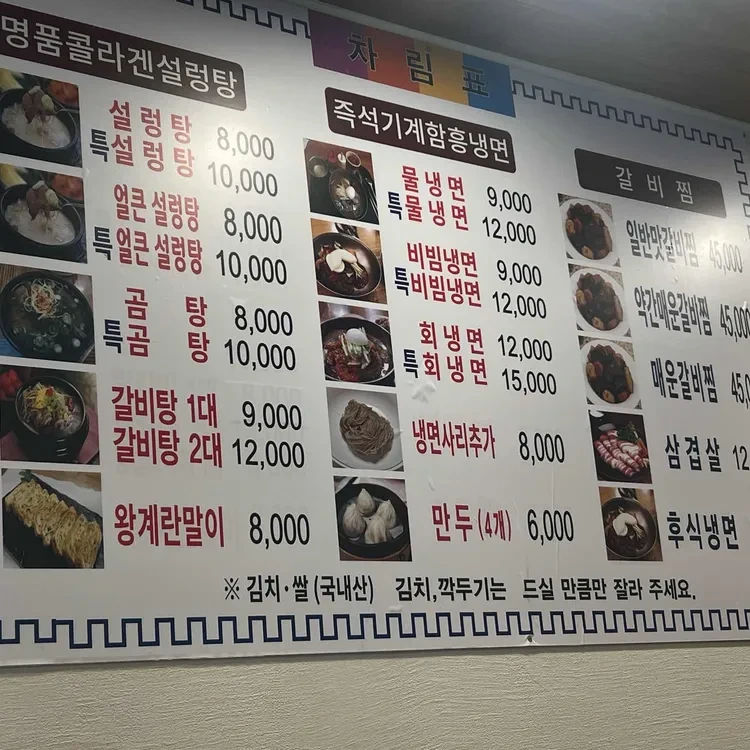 차림표
명품콜라겐설렁탕
설렁탕 8,000
특설렁탕 10,000
얼큰설렁탕 8,000
특얼큰설렁탕 10,000
곰탕 8,000
특곰탕 10,000
갈비탕 1대 9,000
갈비탕 2대 12,000
왕계란말이 8,000
즉석기계함흥냉면
물냉면 9,000
특물냉면 12,000
비빔냉면 9,000
특비빔냉면 12,000
회냉면 12,000
특회냉면 15,000
냉면사리추가 8,000
만두(4개) 6,000
갈비찜
일반맛갈비찜 45,000
약간매운갈비찜 45,000
매운갈비찜
삼겹살
후식냉면
※ 김치·쌀(국내산) 김치,깍두기는 드실 만큼만 잘라 주세요.